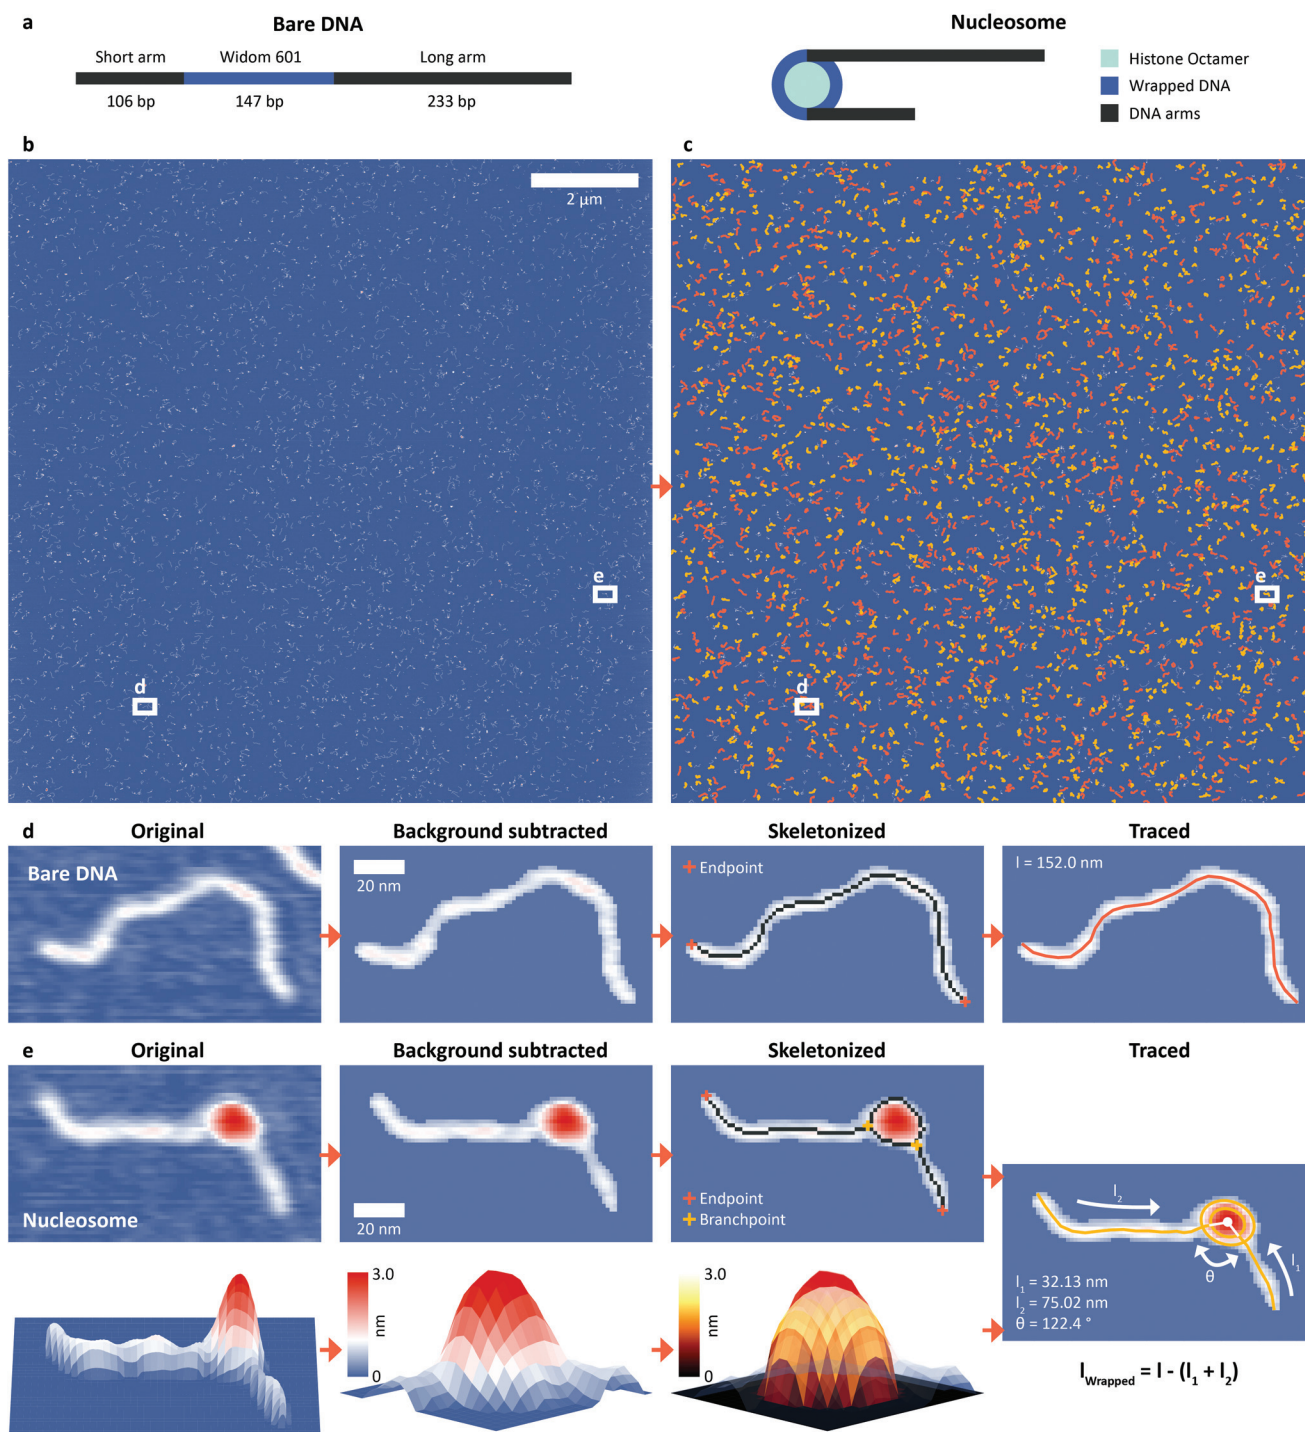 a
Bare DNA
Short arm Widom 601 Long arm
106 bp 147 bp 233 bp
Nucleosome
Histone Octamer
Wrapped DNA
DNA arms
b
2 µm
e
d
c
e
d
d
Original Background subtracted Skeletonized Traced
Bare DNA
20 nm
Endpoint
l = 152.0 nm
e
Original Background subtracted Skeletonized Traced
Nucleosome
20 nm
Endpoint
Branchpoint
l₂
l₁
θ
l₁ = 32.13 nm
l₂ = 75.02 nm
θ = 122.4 °
3.0
nm
0
3.0
nm
0
l_Wrapped = l - (l₁ + l₂)